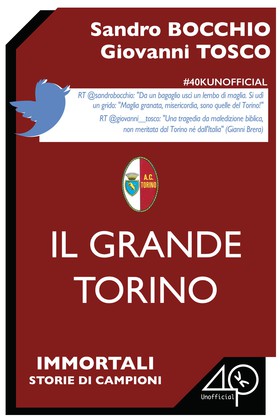 Sandro BOCCHIO
Giovanni TOSCO
#40KUNOFFICIAL
RT @sandrobocchio: "Da un bagaglio uscì un lembo di maglia. Si udì
un grido: "Maglia granata, misericordia, sono quelle del Torino!"
RT @giovanni__tosco: "Una tragedia da maledizione biblica,
non meritata dal Torino né dall'Italia" (Gianni Brera)
A.C.
TORINO
IL GRANDE
TORINO
IMMORTALI
STORIE DI CAMPIONI
40K
Unofficial